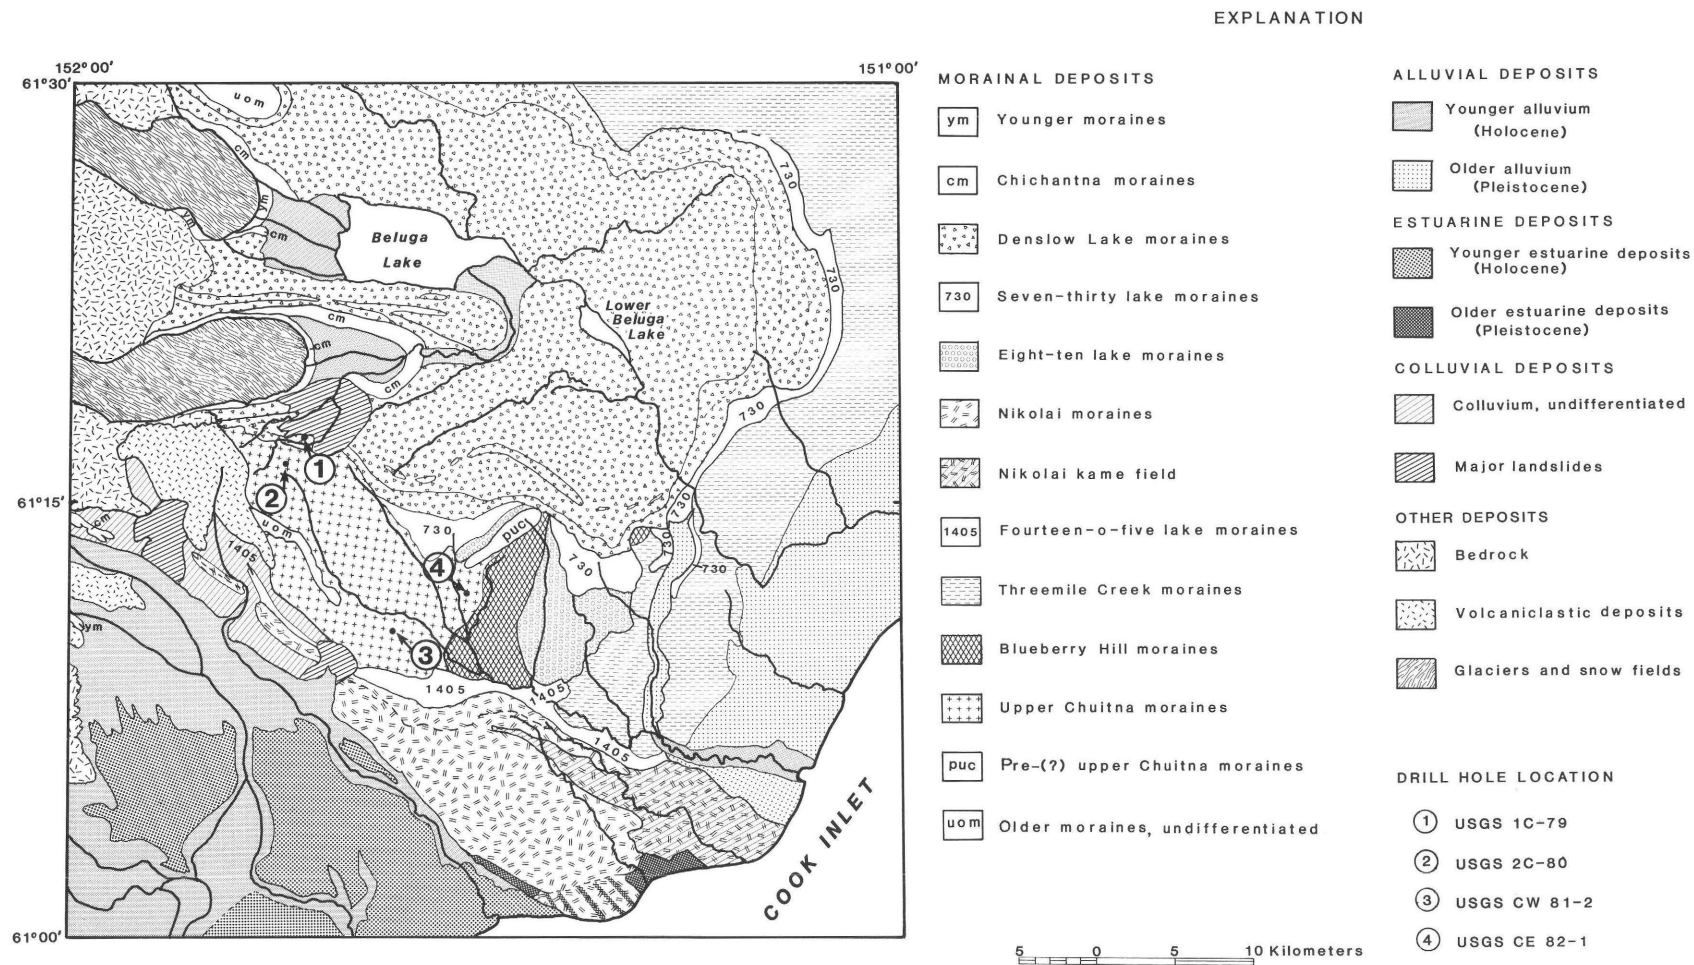 EXPLANATION
152°00′
151°00′
61°30′
61°15′
61°00′
uom
cm
ym
ym
cm
Beluga
Lake
730
730
Lower
Beluga
Lake
cm
cm
cm
730
1
2
cm
uom
1405
730
puc
4
730
730
730
730
ym
3
1405
1405
1405
COOK INLET
MORAINAL DEPOSITS
ym Younger moraines
cm Chichantna moraines
Denslow Lake moraines
730 Seven-thirty lake moraines
Eight-ten lake moraines
Nikolai moraines
Nikolai kame field
1405 Fourteen-o-five lake moraines
Threemile Creek moraines
Blueberry Hill moraines
Upper Chuitna moraines
puc Pre-(?) upper Chuitna moraines
uom Older moraines, undifferentiated
5 0 5 10 Kilometers
ALLUVIAL DEPOSITS
Younger alluvium
(Holocene)
Older alluvium
(Pleistocene)
ESTUARINE DEPOSITS
Younger estuarine deposits
(Holocene)
Older estuarine deposits
(Pleistocene)
COLLUVIAL DEPOSITS
Colluvium, undifferentiated
Major landslides
OTHER DEPOSITS
Bedrock
Volcaniclastic deposits
Glaciers and snow fields
DRILL HOLE LOCATION
1 USGS 1C-79
2 USGS 2C-80
3 USGS CW 81-2
4 USGS CE 82-1